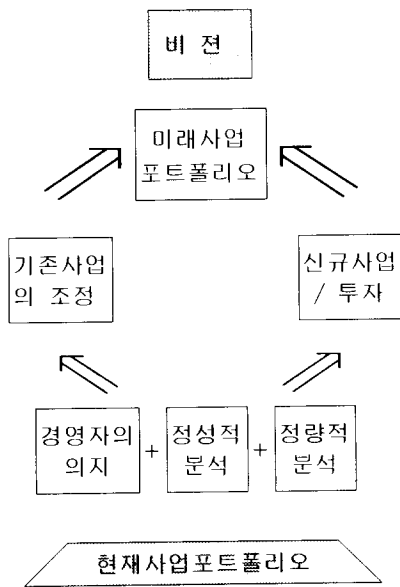 비 젼
미래사업
포트폴리오
기존사업
의 조정
신규사업
/ 투자
경영자의
의지
+
정성적
분석
+
정량적
분석
현재사업포트폴리오